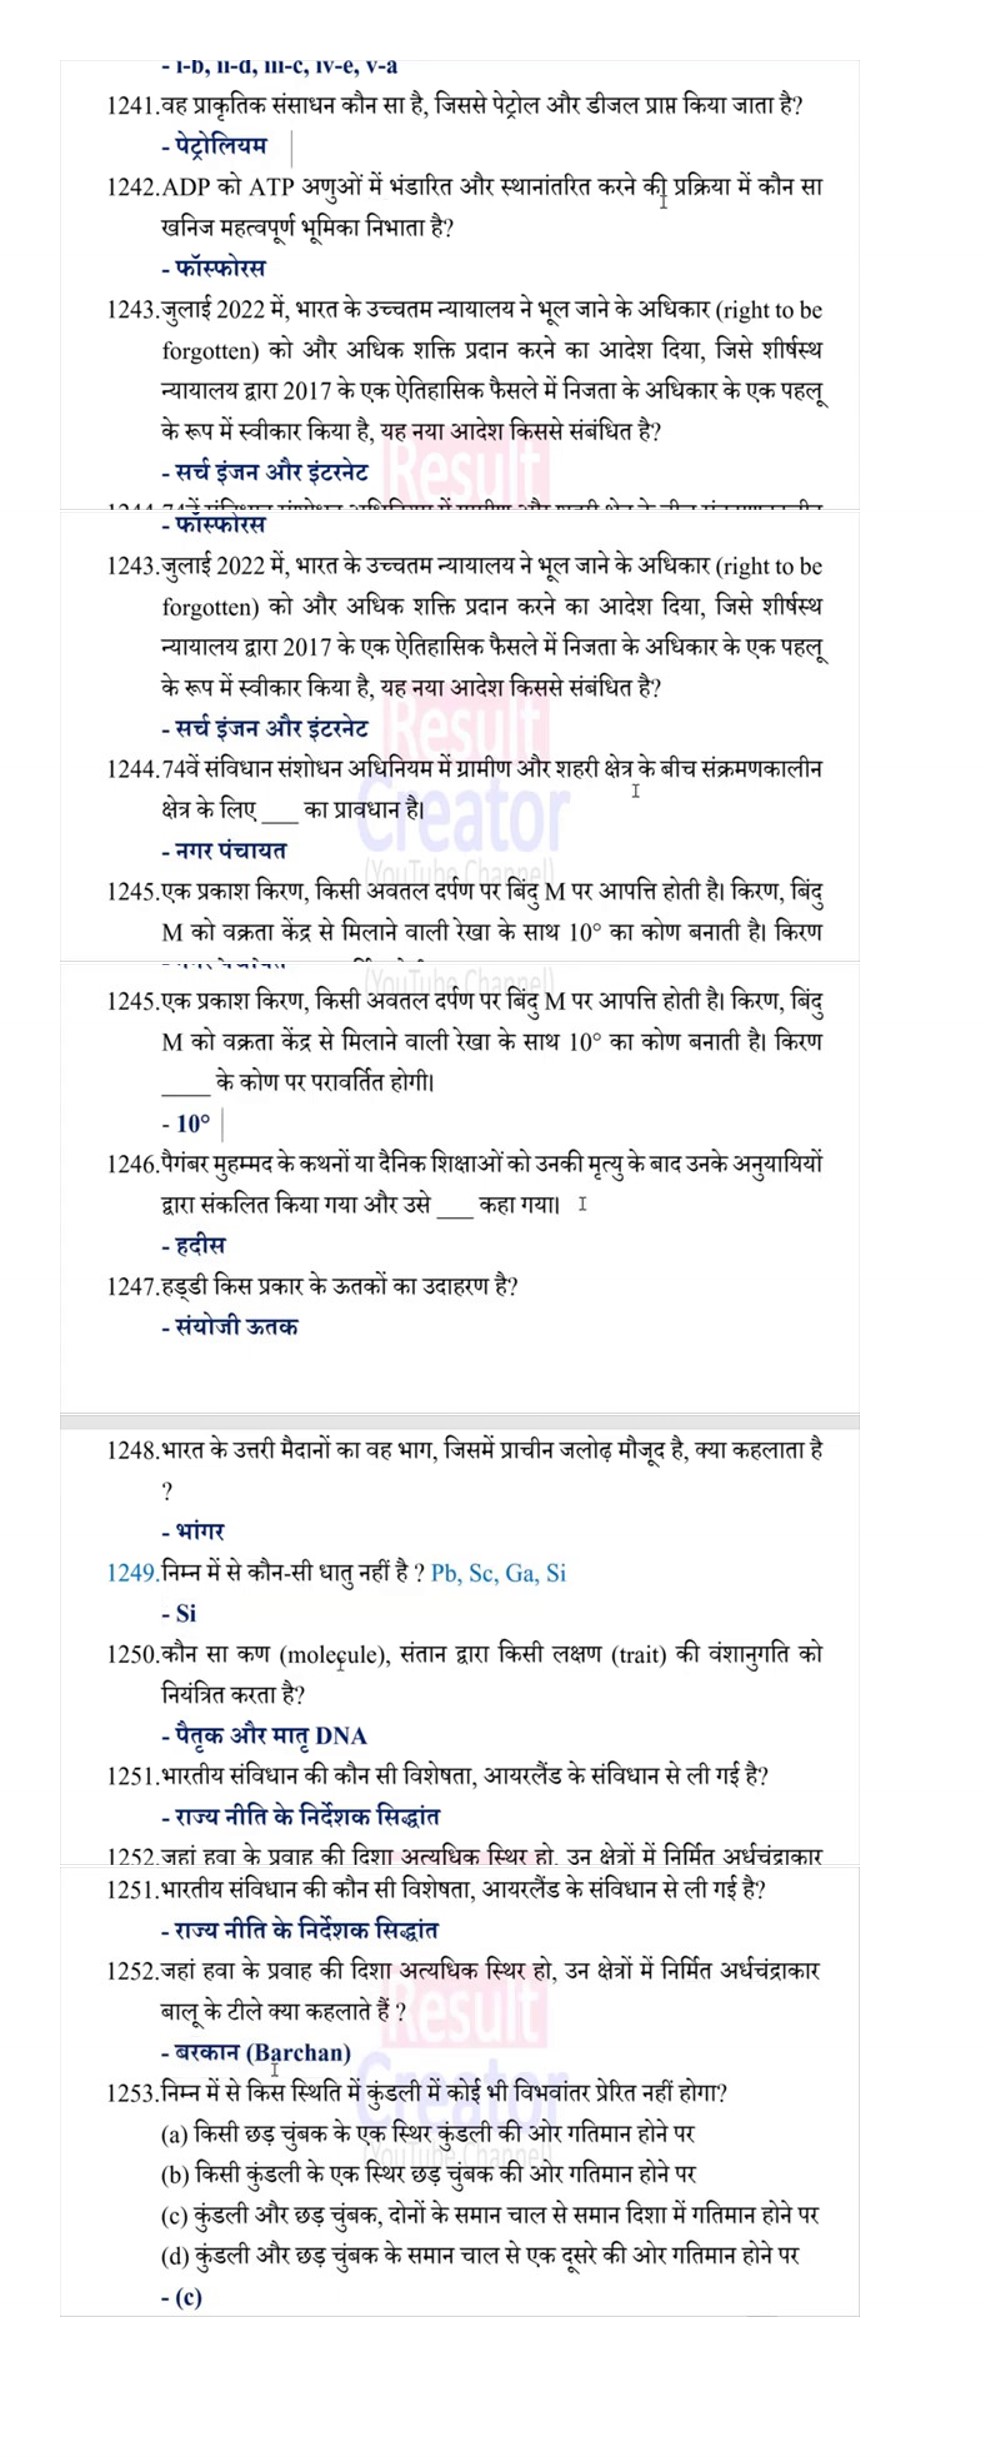 - i-b, ii-d, iii-c, iv-e, v-a
1241.वह प्राकृतिक संसाधन कौन सा है, जिससे पेट्रोल और डीजल प्राप्त किया जाता है?
- पेट्रोलियम
1242.ADP को ATP अणुओं में भंडारित और स्थानांतरित करने की प्रक्रिया में कौन सा
खनिज महत्वपूर्ण भूमिका निभाता है?
- फॉस्फोरस
1243.जुलाई 2022 में, भारत के उच्चतम न्यायालय ने भूल जाने के अधिकार (right to be
forgotten) को और अधिक शक्ति प्रदान करने का आदेश दिया, जिसे शीर्षस्थ
न्यायालय द्वारा 2017 के एक ऐतिहासिक फैसले में निजता के अधिकार के एक पहलू
के रूप में स्वीकार किया है, यह नया आदेश किससे संबंधित है?
Result
- सर्च इंजन और इंटरनेट
1244.74वें संविधान संशोधन अधिनियम में ग्रामीण और शहरी क्षेत्र के बीच संक्रमणकालीन
- फॉस्फोरस
1243.जुलाई 2022 में, भारत के उच्चतम न्यायालय ने भूल जाने के अधिकार (right to be
forgotten) को और अधिक शक्ति प्रदान करने का आदेश दिया, जिसे शीर्षस्थ
न्यायालय द्वारा 2017 के एक ऐतिहासिक फैसले में निजता के अधिकार के एक पहलू
के रूप में स्वीकार किया है, यह नया आदेश किससे संबंधित है?
Result
- सर्च इंजन और इंटरनेट
1244.74वें संविधान संशोधन अधिनियम में ग्रामीण और शहरी क्षेत्र के बीच संक्रमणकालीन
Creator
क्षेत्र के लिए ___ का प्रावधान है।
- नगर पंचायत
(YouTube Channel)
1245.एक प्रकाश किरण, किसी अवतल दर्पण पर बिंदु M पर आपत्ति होती है। किरण, बिंदु
M को वक्रता केंद्र से मिलाने वाली रेखा के साथ 10° का कोण बनाती है। किरण
- नगर पंचायत
(YouTube Channel)
1245.एक प्रकाश किरण, किसी अवतल दर्पण पर बिंदु M पर आपत्ति होती है। किरण, बिंदु
M को वक्रता केंद्र से मिलाने वाली रेखा के साथ 10° का कोण बनाती है। किरण
____ के कोण पर परावर्तित होगी।
- 10°
1246.पैगंबर मुहम्मद के कथनों या दैनिक शिक्षाओं को उनकी मृत्यु के बाद उनके अनुयायियों
द्वारा संकलित किया गया और उसे ___ कहा गया।
- हदीस
1247.हड्डी किस प्रकार के ऊतकों का उदाहरण है?
- संयोजी ऊतक
1248.भारत के उत्तरी मैदानों का वह भाग, जिसमें प्राचीन जलोढ़ मौजूद है, क्या कहलाता है
?
- भांगर
1249.निम्न में से कौन-सी धातु नहीं है ? Pb, Sc, Ga, Si
- Si
1250.कौन सा कण (molecule), संतान द्वारा किसी लक्षण (trait) की वंशानुगति को
नियंत्रित करता है?
- पैतृक और मातृ DNA
1251.भारतीय संविधान की कौन सी विशेषता, आयरलैंड के संविधान से ली गई है?
- राज्य नीति के निर्देशक सिद्धांत
1252.जहां हवा के प्रवाह की दिशा अत्यधिक स्थिर हो, उन क्षेत्रों में निर्मित अर्धचंद्राकार
1251.भारतीय संविधान की कौन सी विशेषता, आयरलैंड के संविधान से ली गई है?
- राज्य नीति के निर्देशक सिद्धांत
1252.जहां हवा के प्रवाह की दिशा अत्यधिक स्थिर हो, उन क्षेत्रों में निर्मित अर्धचंद्राकार
बालू के टीले क्या कहलाते हैं ?
Result
- बरकान (Barchan)
1253.निम्न में से किस स्थिति में कुंडली में कोई भी विभवांतर प्रेरित नहीं होगा?
Creator
(a) किसी छड़ चुंबक के एक स्थिर कुंडली की ओर गतिमान होने पर
(YouTube Channel)
(b) किसी कुंडली के एक स्थिर छड़ चुंबक की ओर गतिमान होने पर
(c) कुंडली और छड़ चुंबक, दोनों के समान चाल से समान दिशा में गतिमान होने पर
(d) कुंडली और छड़ चुंबक के समान चाल से एक दूसरे की ओर गतिमान होने पर
- (c)